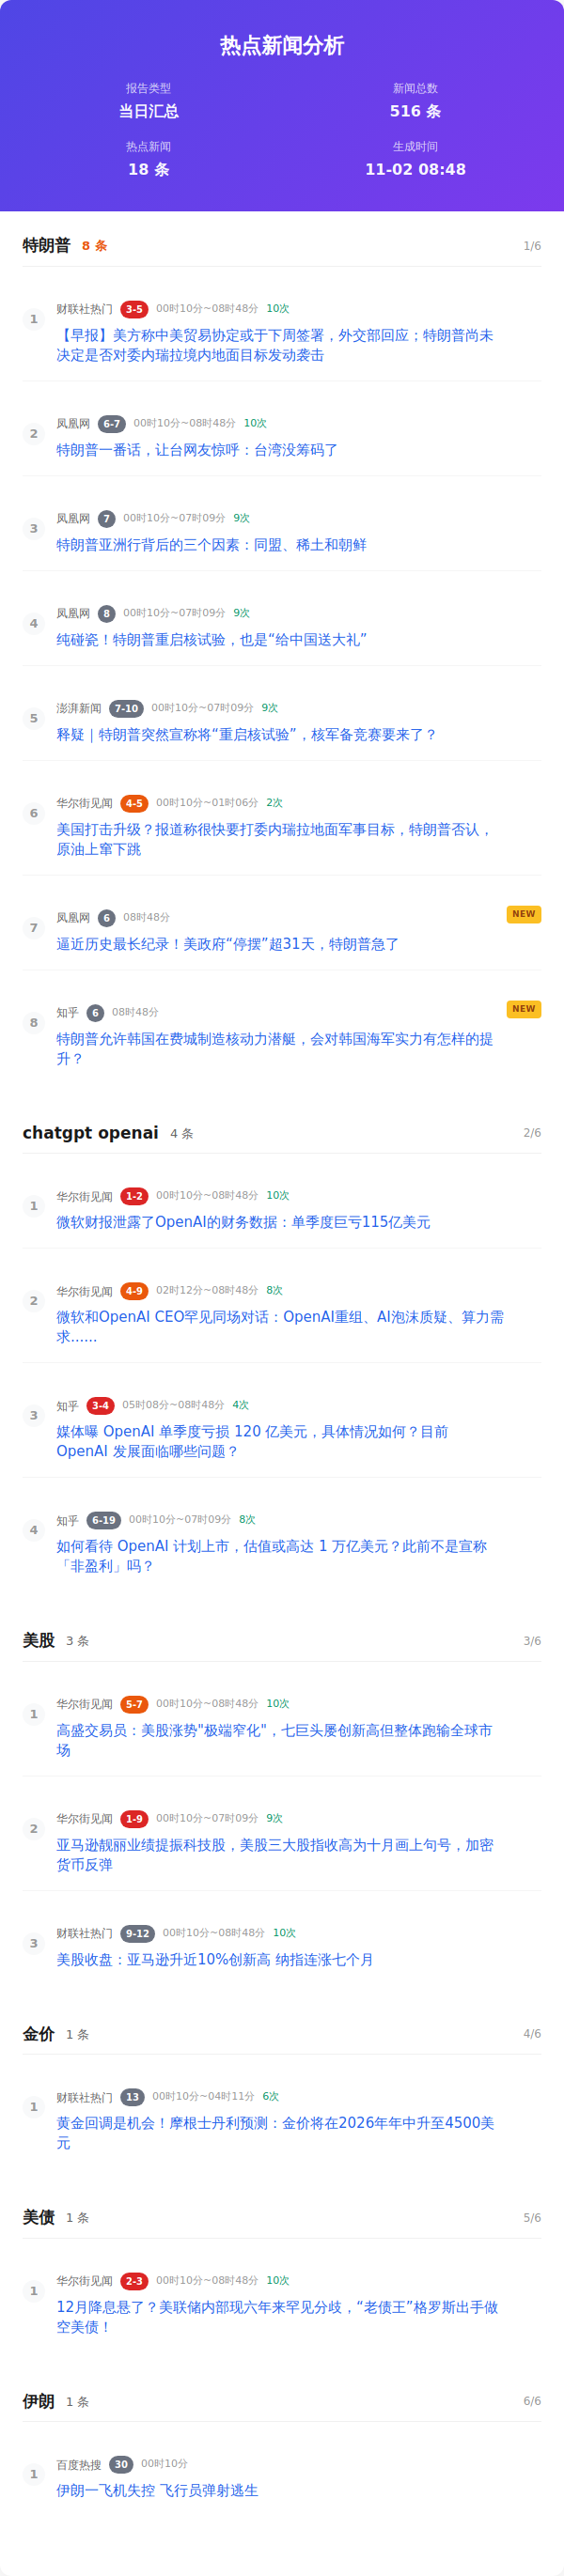 热点新闻分析
报告类型
当日汇总
新闻总数
516 条
热点新闻
18 条
生成时间
11-02 08:48
特朗普 8 条 1/6
1 财联社热门 3-5 00时10分~08时48分 10次
【早报】美方称中美贸易协定或于下周签署，外交部回应；特朗普尚未
决定是否对委内瑞拉境内地面目标发动袭击
2 凤凰网 6-7 00时10分~08时48分 10次
特朗普一番话，让台网友惊呼：台湾没筹码了
3 凤凰网 7 00时10分~07时09分 9次
特朗普亚洲行背后的三个因素：同盟、稀土和朝鲜
4 凤凰网 8 00时10分~07时09分 9次
纯碰瓷！特朗普重启核试验，也是“给中国送大礼”
5 澎湃新闻 7-10 00时10分~07时09分 9次
释疑｜特朗普突然宣称将“重启核试验”，核军备竞赛要来了？
6 华尔街见闻 4-5 00时10分~01时06分 2次
美国打击升级？报道称很快要打委内瑞拉地面军事目标，特朗普否认，
原油上窜下跳
7 凤凰网 6 08时48分 NEW
逼近历史最长纪录！美政府“停摆”超31天，特朗普急了
8 知乎 6 08时48分 NEW
特朗普允许韩国在费城制造核动力潜艇，会对韩国海军实力有怎样的提
升？
chatgpt openai 4 条 2/6
1 华尔街见闻 1-2 00时10分~08时48分 10次
微软财报泄露了OpenAI的财务数据：单季度巨亏115亿美元
2 华尔街见闻 4-9 02时12分~08时48分 8次
微软和OpenAI CEO罕见同场对话：OpenAI重组、AI泡沫质疑、算力需
求......
3 知乎 3-4 05时08分~08时48分 4次
媒体曝 OpenAI 单季度亏损 120 亿美元，具体情况如何？目前
OpenAI 发展面临哪些问题？
4 知乎 6-19 00时10分~07时09分 8次
如何看待 OpenAI 计划上市，估值或高达 1 万亿美元？此前不是宣称
「非盈利」吗？
美股 3 条 3/6
1 华尔街见闻 5-7 00时10分~08时48分 10次
高盛交易员：美股涨势"极端窄化"，七巨头屡创新高但整体跑输全球市
场
2 华尔街见闻 1-9 00时10分~07时09分 9次
亚马逊靓丽业绩提振科技股，美股三大股指收高为十月画上句号，加密
货币反弹
3 财联社热门 9-12 00时10分~08时48分 10次
美股收盘：亚马逊升近10%创新高 纳指连涨七个月
金价 1 条 4/6
1 财联社热门 13 00时10分~04时11分 6次
黄金回调是机会！摩根士丹利预测：金价将在2026年年中升至4500美
元
美债 1 条 5/6
1 华尔街见闻 2-3 00时10分~08时48分 10次
12月降息悬了？美联储内部现六年来罕见分歧，“老债王”格罗斯出手做
空美债！
伊朗 1 条 6/6
1 百度热搜 30 00时10分
伊朗一飞机失控 飞行员弹射逃生